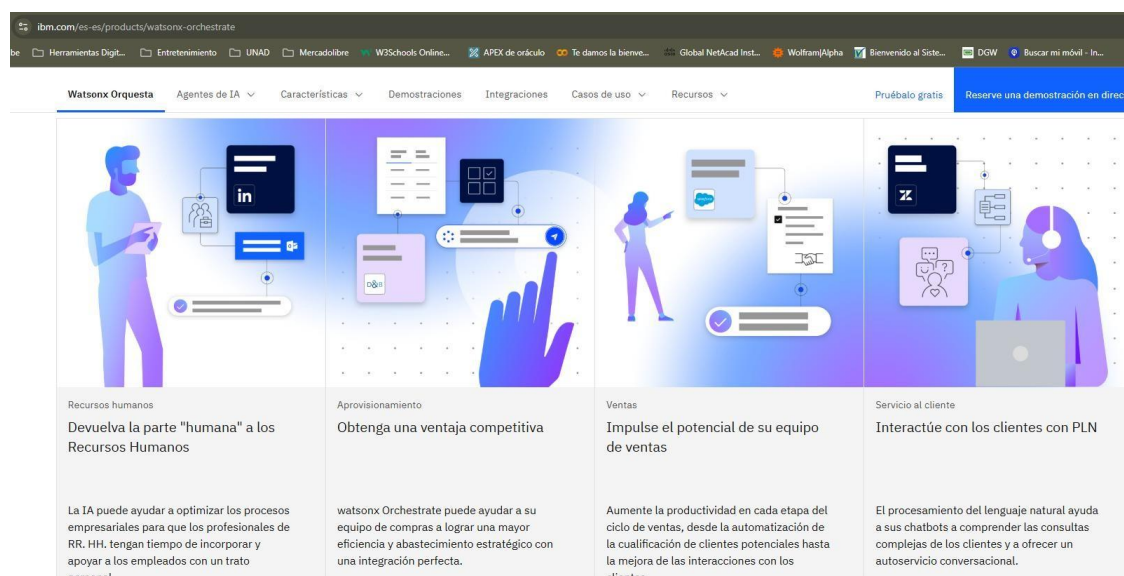 ibm.com/es-es/products/watsonx-orchestrate
be Herramientas Digit... Entretenimiento UNAD Mercadolibre W3Schools Online... APEX de oráculo Te damos la bienve... Global NetAcad Inst... Wolfram|Alpha Bienvenido al Siste... DGW Buscar mi móvil - In...
Watsonx Orquesta Agentes de IA Características Demostraciones Integraciones Casos de uso Recursos Pruébalo gratis Reserve una demostración en direc
in
D&B
Recursos humanos
Devuelva la parte "humana" a los
Recursos Humanos
La IA puede ayudar a optimizar los procesos
empresariales para que los profesionales de
RR. HH. tengan tiempo de incorporar y
apoyar a los empleados con un trato
personal
Aprovisionamiento
Obtenga una ventaja competitiva
watsonx Orchestrate puede ayudar a su
equipo de compras a lograr una mayor
eficiencia y abastecimiento estratégico con
una integración perfecta.
Ventas
Impulse el potencial de su equipo
de ventas
Aumente la productividad en cada etapa del
ciclo de ventas, desde la automatización de
la cualificación de clientes potenciales hasta
la mejora de las interacciones con los
clientes
Servicio al cliente
Interactúe con los clientes con PLN
El procesamiento del lenguaje natural ayuda
a sus chatbots a comprender las consultas
complejas de los clientes y a ofrecer un
autoservicio conversacional.